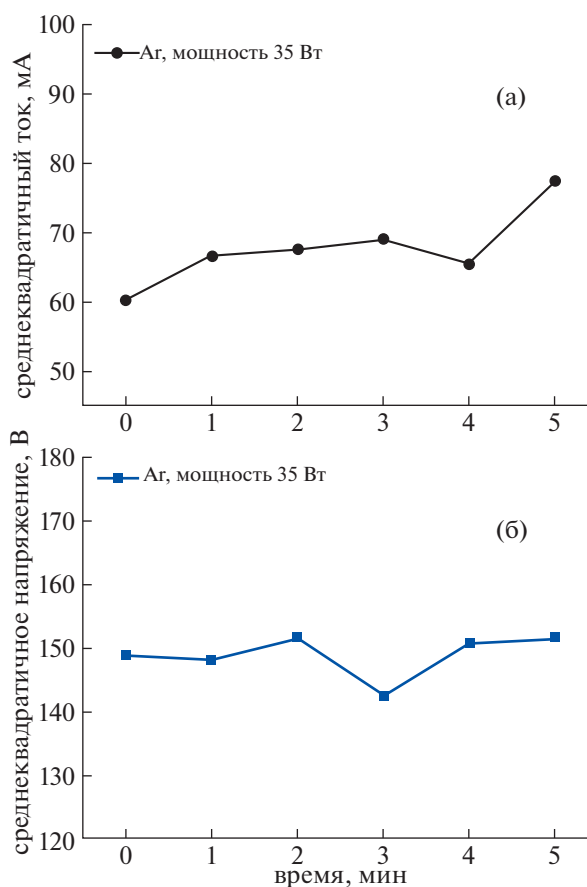 среднеквадратичный ток, мА
100
90
80
70
60
50
Ar, мощность 35 Вт
(а)
0 1 2 3 4 5
среднеквадратичное напряжение, В
180
170
160
150
140
130
120
Ar, мощность 35 Вт
(б)
0 1 2 3 4 5
время, мин